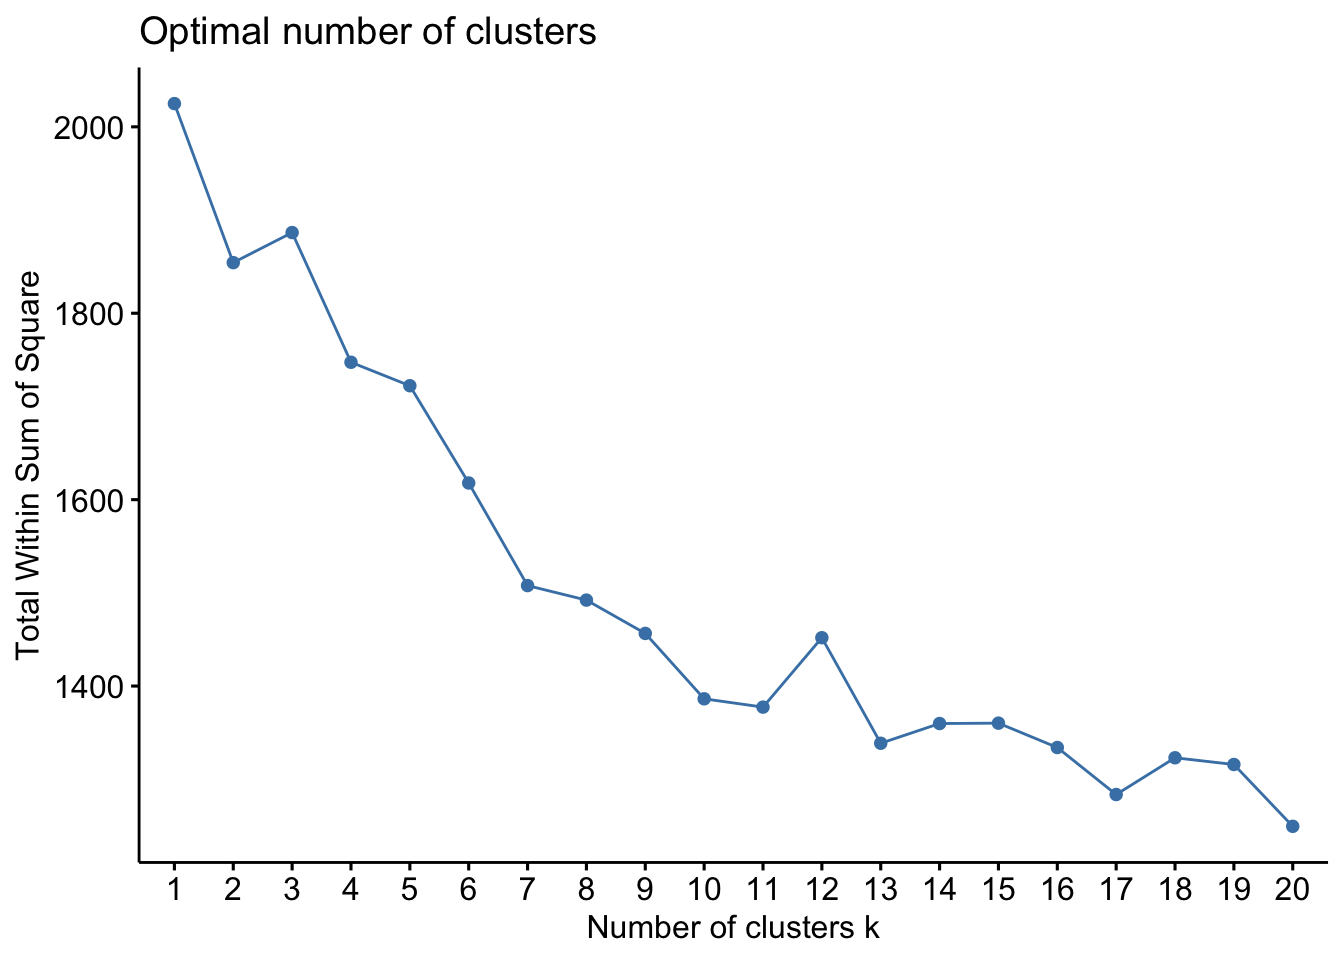 Optimal number of clusters
Total Within Sum of Square
2000
1800
1600
1400
1 2 3 4 5 6 7 8 9 10 11 12 13 14 15 16 17 18 19 20
Number of clusters k